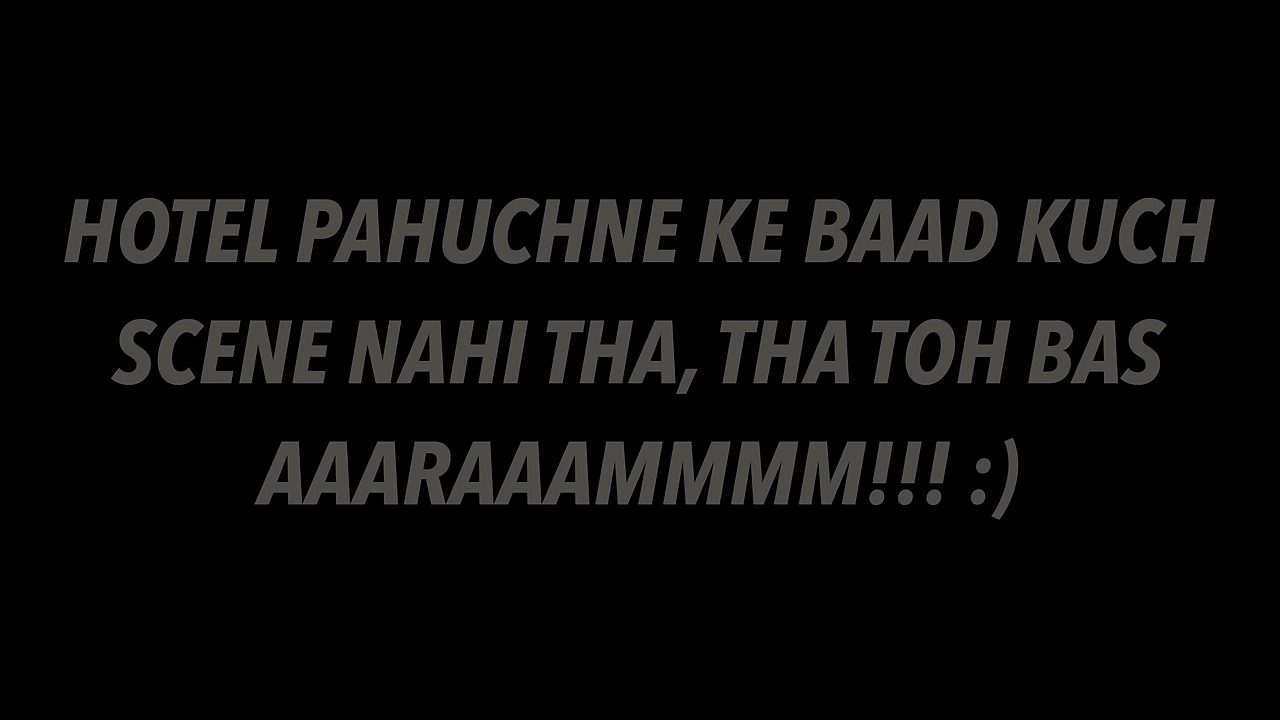 HOTEL PAHUCHNE KE BAAD KUCH
SCENE NAHI THA, THA TOH BAS
AAARAAAMMMM!!! :)